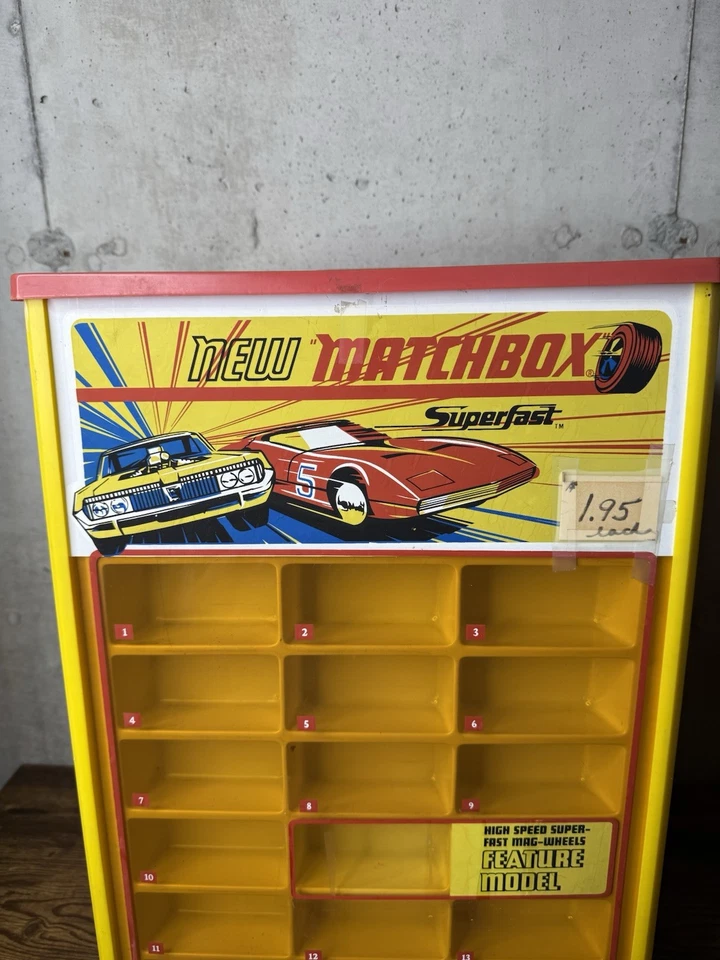 NEW "MATCHBOX"®
Superfast™
5
$1.95
each
1 2 3
4 5 6
7 8 9
10
HIGH SPEED SUPER-
FAST MAG-WHEELS
FEATURE
MODEL
11 12 13